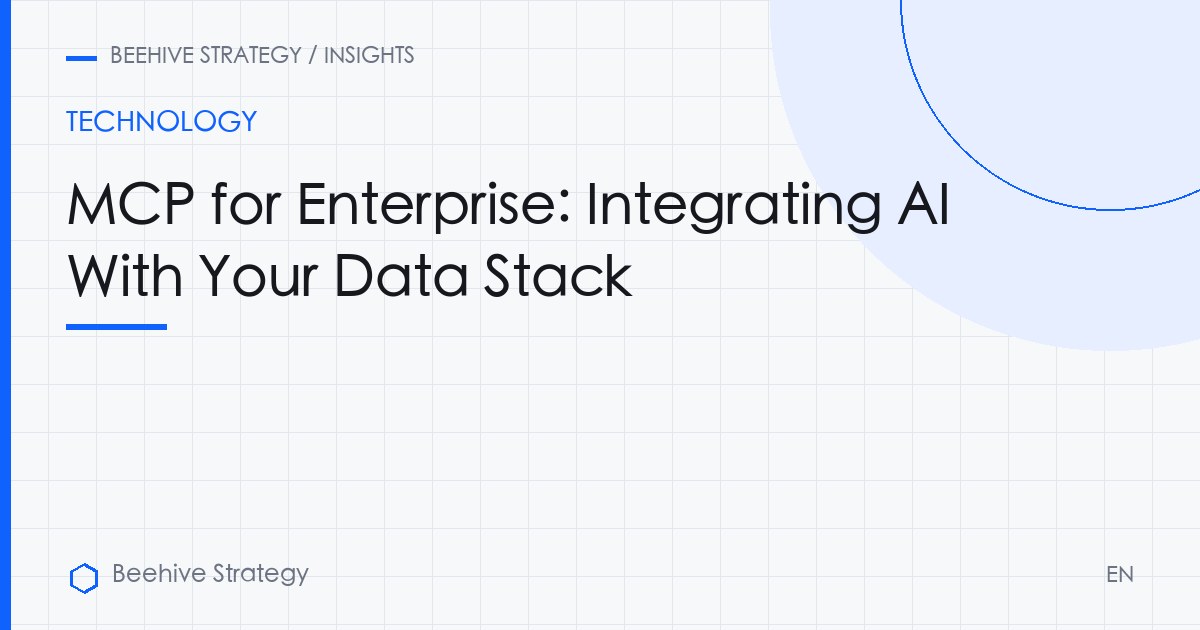 BEEHIVE STRATEGY / INSIGHTS
TECHNOLOGY
MCP for Enterprise: Integrating AI
With Your Data Stack
Beehive Strategy
EN